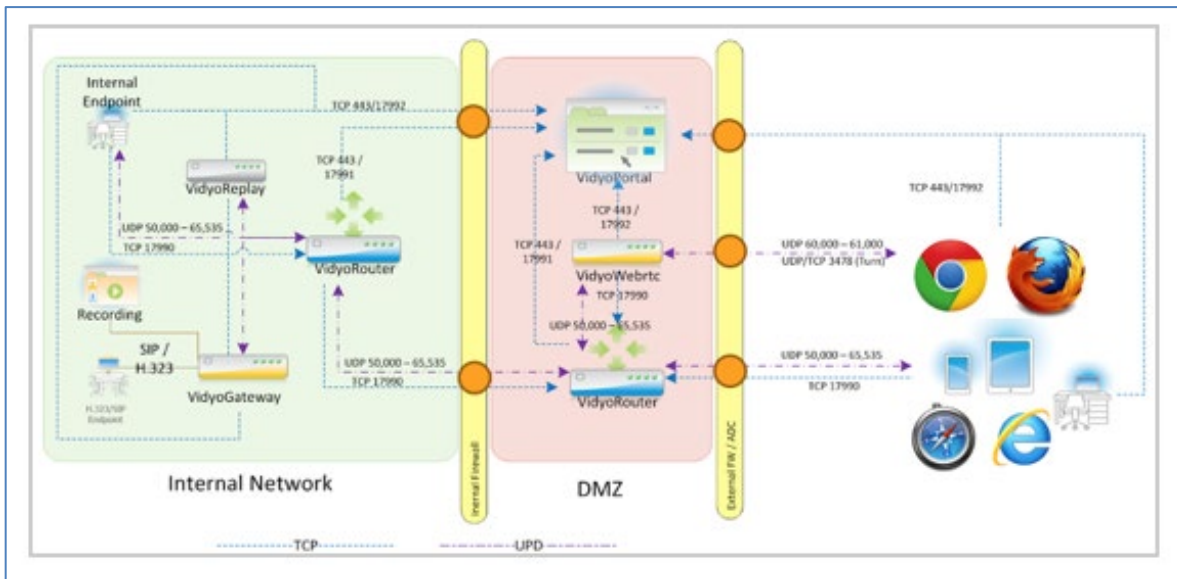 Internal
Endpoint
TCP 443/17992
VidyoReplay
TCP 443 /
17991
UDP 50,000 – 65,535
TCP 17990
VidyoRouter
Recording
SIP /
H.323
VidyoGateway
H.323/SIP
Endpoint
UDP 50,000 – 65,535
TCP 17990
Internal Network
Inernal Firewall
VidyoPortal
TCP 443 /
17992
TCP 443 /
17991
VidyoWebrtc
TCP 17990
UDP 50,000 – 65,535
VidyoRouter
DMZ
External FW / ADC
TCP 443/17992
UDP 60,000 – 61,000
UDP/TCP 3478 (Turn)
UDP 50,000 – 65,535
TCP 17990
TCP
UPD